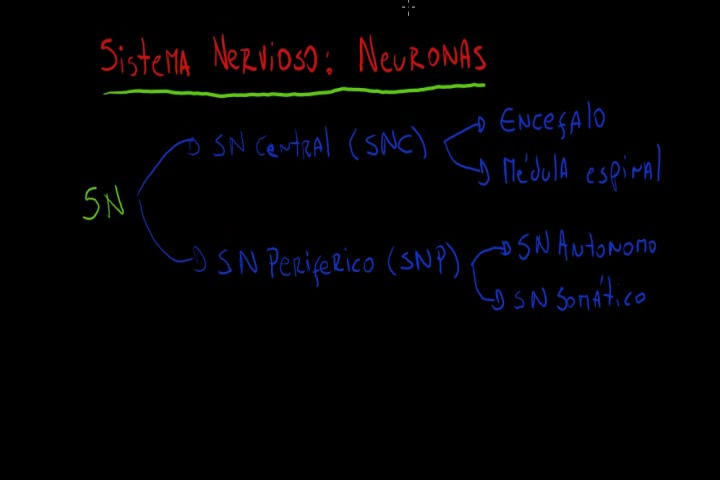 Sistema Nervioso: Neuronas
SN Central (SNC)
Encefalo
Médula espinal
SN
SN Periferico (SNP)
SN Autonomo
SN Somático